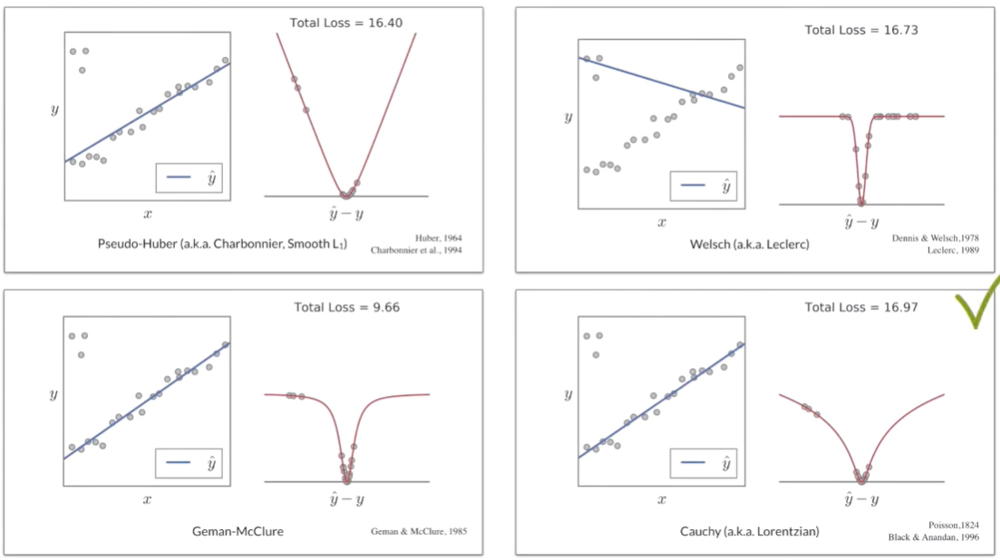 Total Loss = 16.40
y
ŷ
x
ŷ − y
Pseudo-Huber (a.k.a. Charbonnier, Smooth L₁)
Huber, 1964
Charbonnier et al., 1994
Total Loss = 16.73
y
ŷ
x
ŷ − y
Welsch (a.k.a. Leclerc)
Dennis & Welsch,1978
Leclerc, 1989
Total Loss = 9.66
y
ŷ
x
ŷ − y
Geman-McClure
Geman & McClure, 1985
Total Loss = 16.97
y
ŷ
x
ŷ − y
Cauchy (a.k.a. Lorentzian)
Poisson,1824
Black & Anandan, 1996